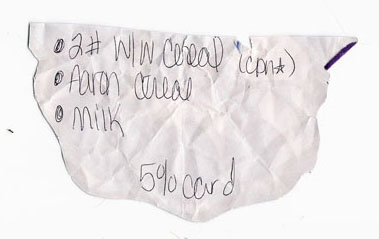 2# W/W Cereal (cpn*)
Aaron cereal
milk
5% card